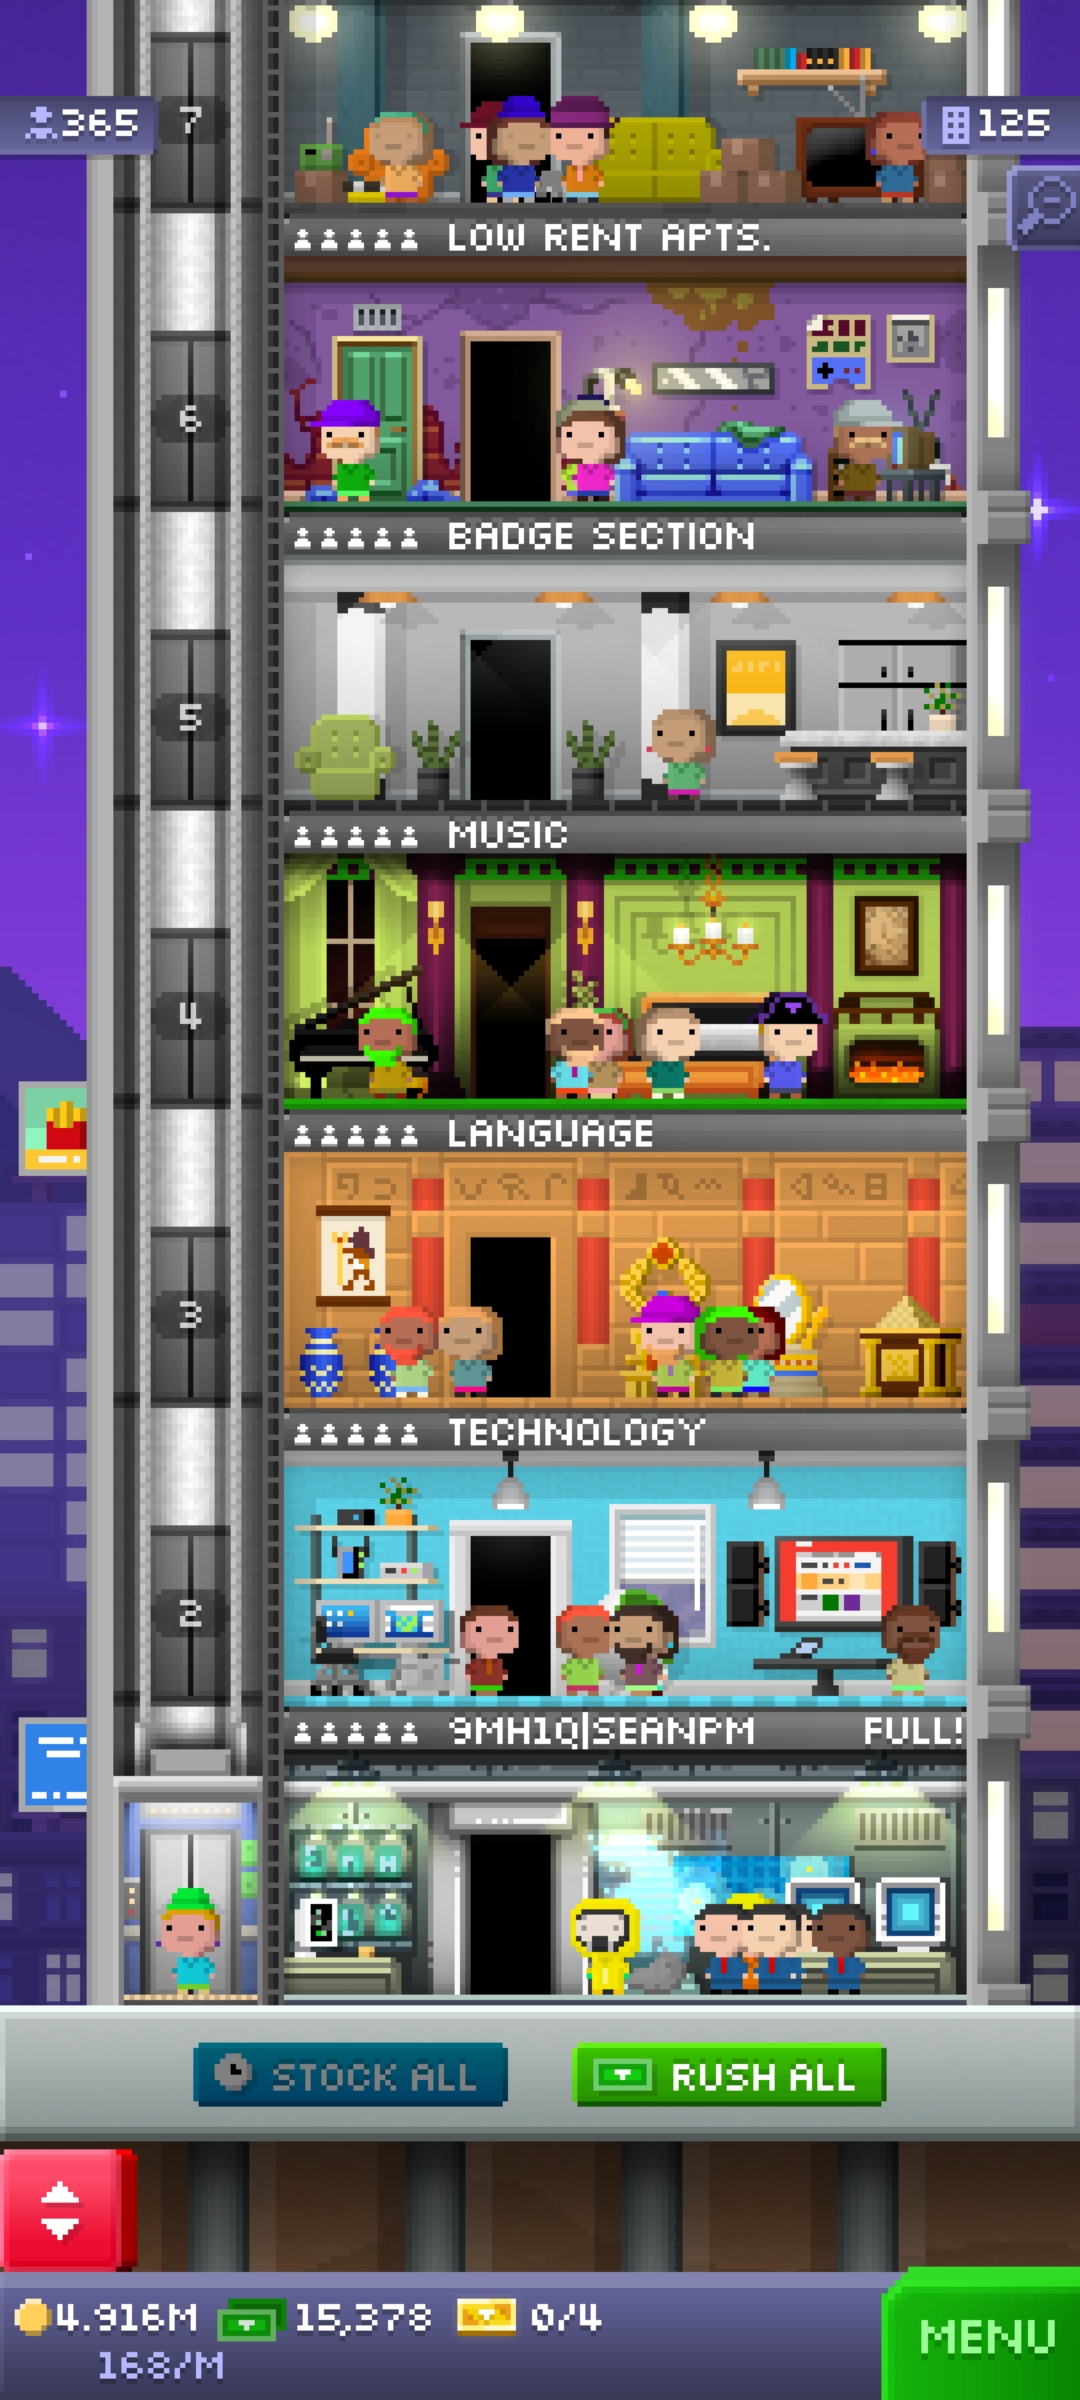 365
7
125
LOW RENT APTS.
6
BADGE SECTION
5
MUSIC
4
LANGUAGE
3
TECHNOLOGY
2
9MH1Q|SEANPM FULL!
STOCK ALL
RUSH ALL
4.916M 15,378 0/4
168/M
MENU